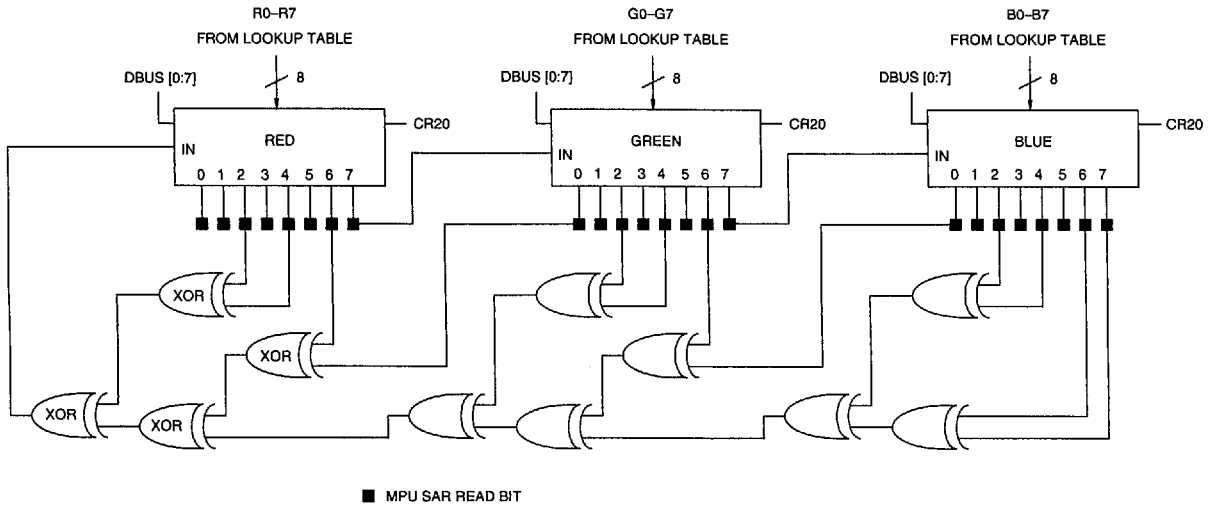 R0–R7
FROM LOOKUP TABLE
G0–G7
FROM LOOKUP TABLE
B0–B7
FROM LOOKUP TABLE
DBUS [0:7]
8
DBUS [0:7]
8
DBUS [0:7]
8
CR20
CR20
CR20
IN
RED
IN
GREEN
IN
BLUE
0 1 2 3 4 5 6 7
0 1 2 3 4 5 6 7
0 1 2 3 4 5 6 7
XOR
XOR
XOR
XOR
MPU SAR READ BIT